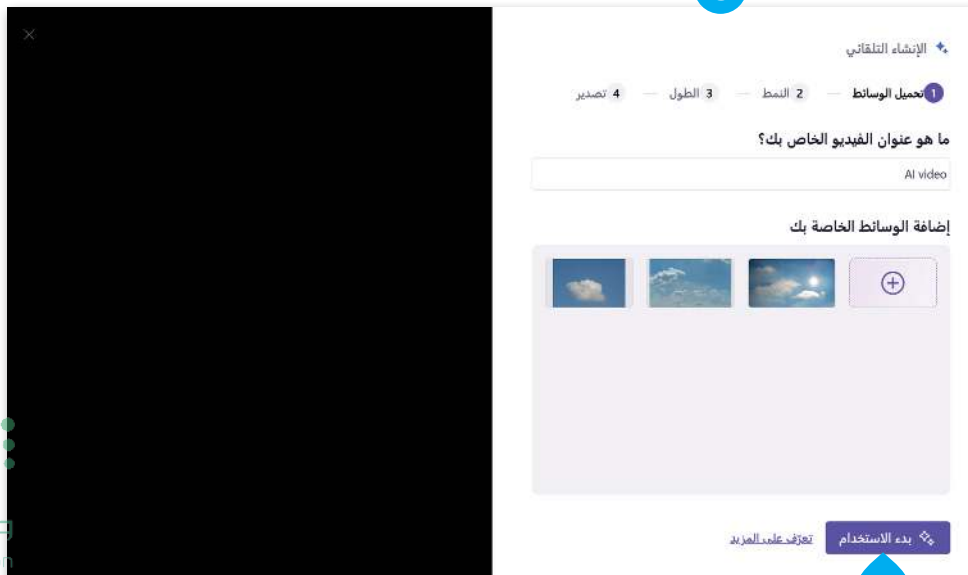 الإنشاء التلقائي
1 تحميل الوسائط — 2 النمط — 3 الطول — 4 تصدير
ما هو عنوان الفيديو الخاص بك؟
AI video
إضافة الوسائط الخاصة بك
بدء الاستخدام تعرّف على المزيد